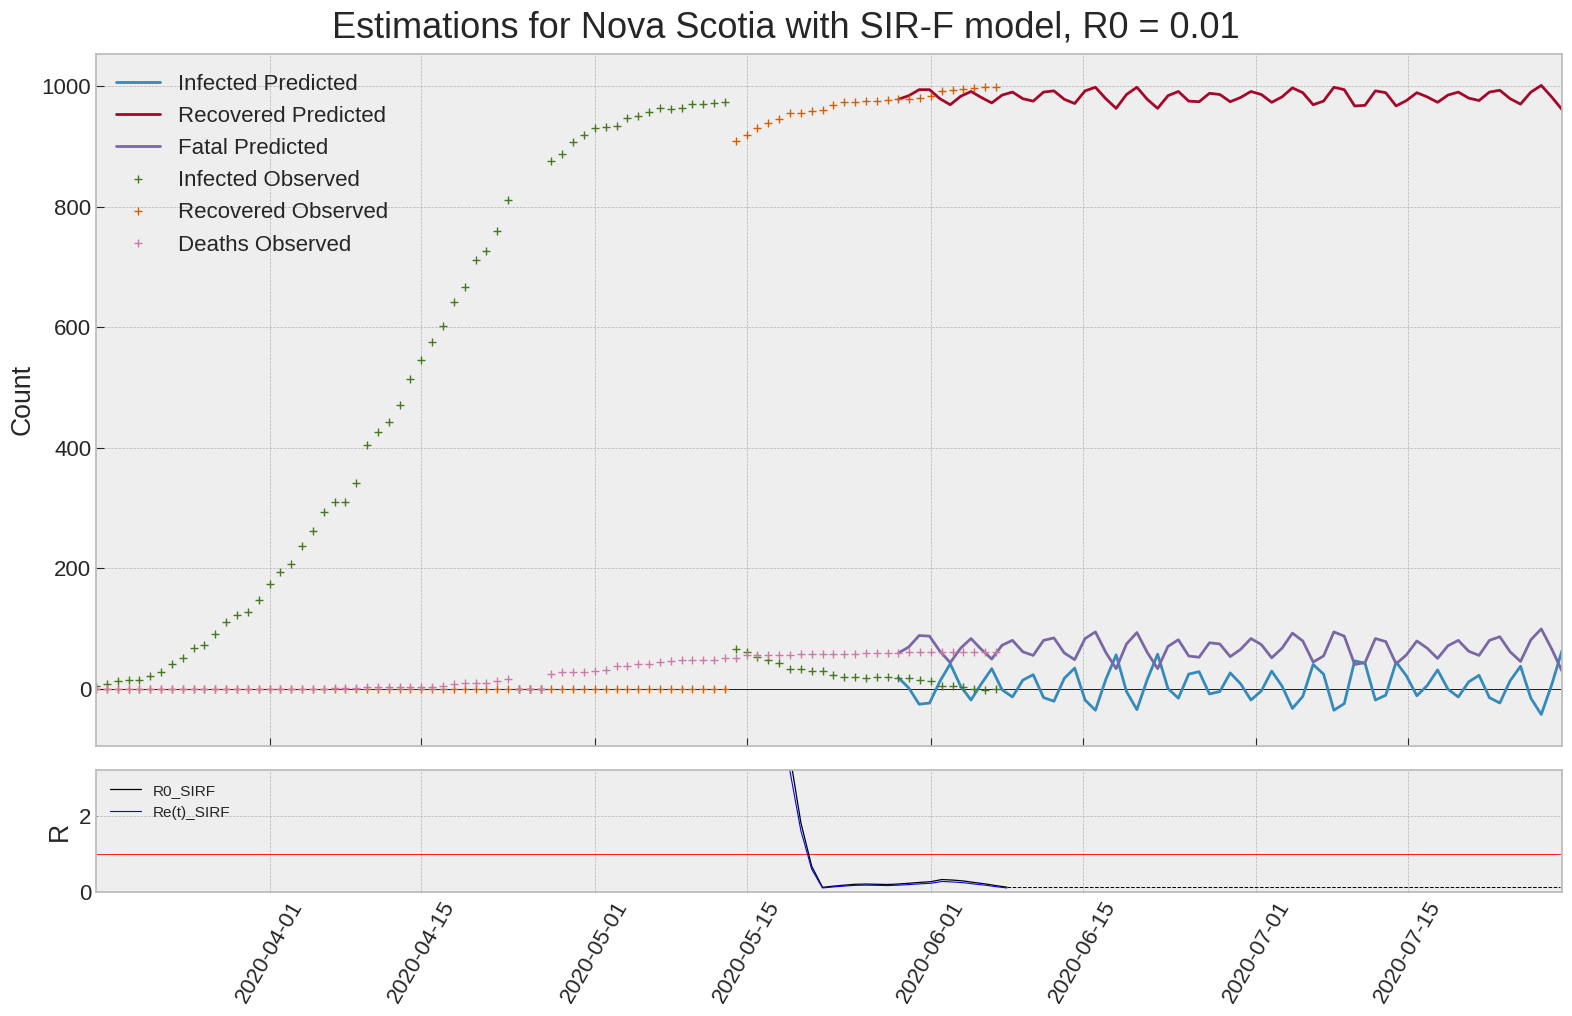 Estimations for Nova Scotia with SIR-F model, R0 = 0.01
Infected Predicted
Recovered Predicted
Fatal Predicted
Infected Observed
Recovered Observed
Deaths Observed
1000
800
600
400
200
0
Count
R0_SIRF
Re(t)_SIRF
2
0
R
2020-04-01
2020-04-15
2020-05-01
2020-05-15
2020-06-01
2020-06-15
2020-07-01
2020-07-15